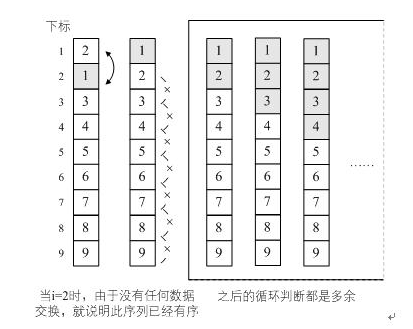 下标
1 2 1 1 1 1
2 1 2 2 2 2
3 3 3 3 3 3
4 4 4 4 4 4
5 5 5 5 5 5 ……
6 6 6 6 6 6
7 7 7 7 7 7
8 8 8 8 8 8
9 9 9 9 9 9
当i=2时，由于没有任何数据
交换，就说明此序列已经有序
之后的循环判断都是多余